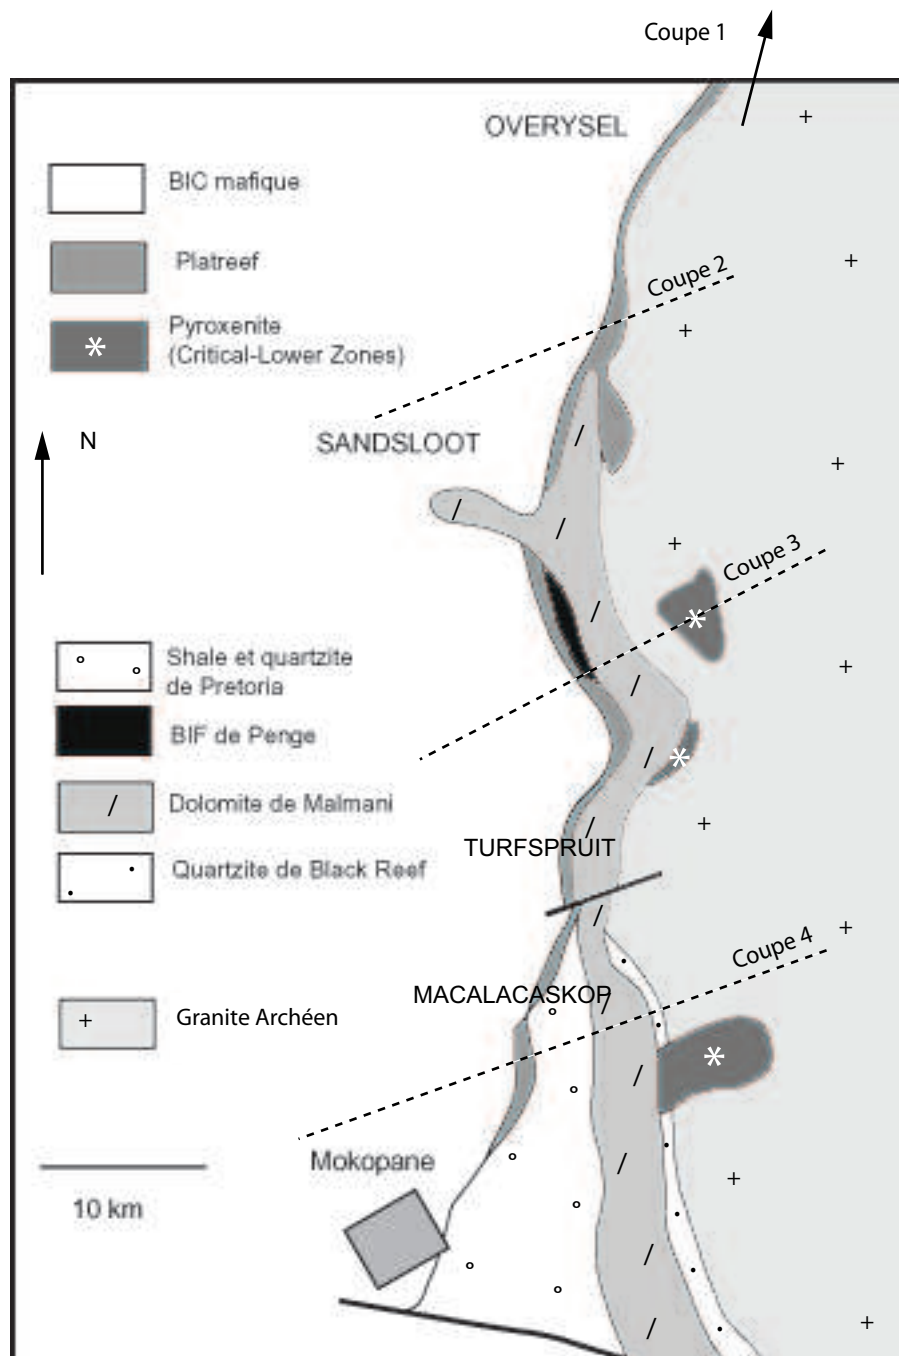 Coupe 1
OVERYSEL
BIC mafique
Platreef
Coupe 2
Pyroxenite
(Critical-Lower Zones)
N
SANDSLOOT
Coupe 3
Shale et quartzite
de Pretoria
BIF de Penge
Dolomite de Malmani
TURFSPRUIT
Quartzite de Black Reef
Coupe 4
MACALACASKOP
Granite Archéen
Mokopane
10 km